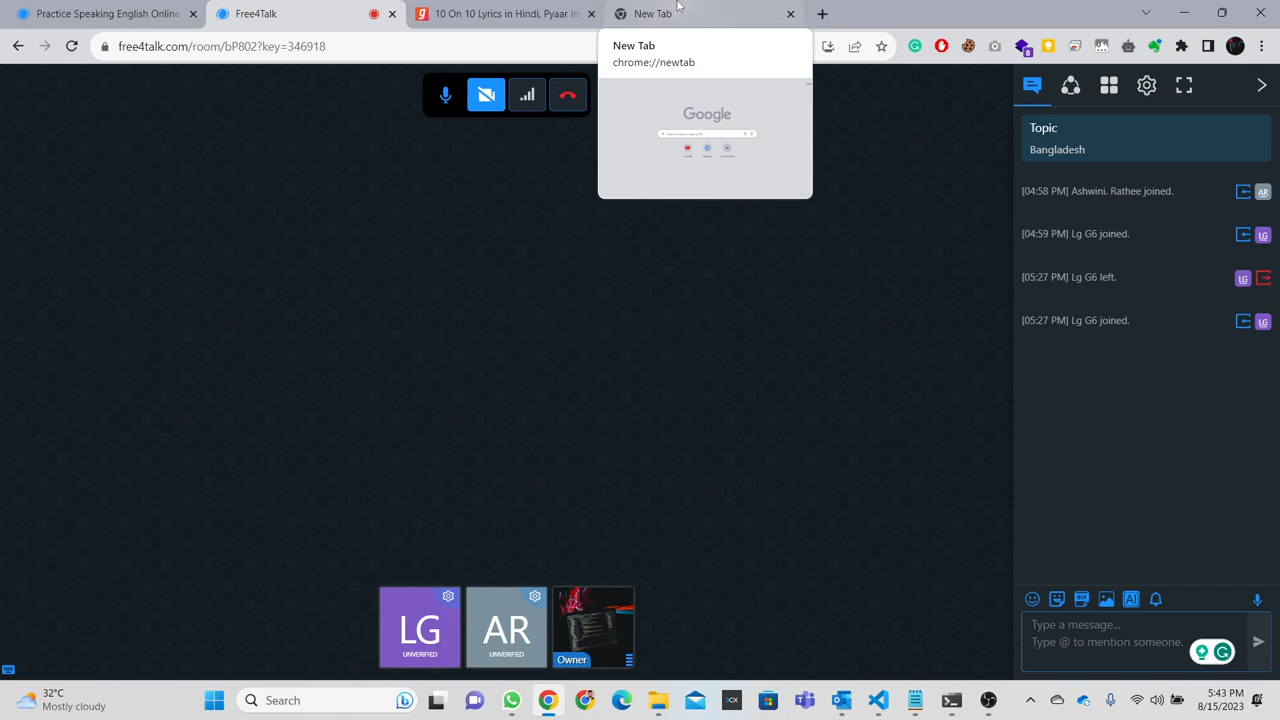 Practice Speaking English Online
Free4Talk
10 On 10 Lyrics in Hindi, Pyaar Im
New Tab
free4talk.com/room/bP802?key=346918
8
New Tab
chrome://newtab
Google
Topic
Bangladesh
[04:58 PM] Ashwini. Rathee joined.
AR
[04:59 PM] Lg G6 joined.
LG
[05:27 PM] Lg G6 left.
LG
[05:27 PM] Lg G6 joined.
LG
LG
UNVERIFIED
AR
UNVERIFIED
Owner
GIF
AI
Type a message...
Type @ to mention someone.
32°C
Mostly cloudy
Search
5:43 PM
8/15/2023